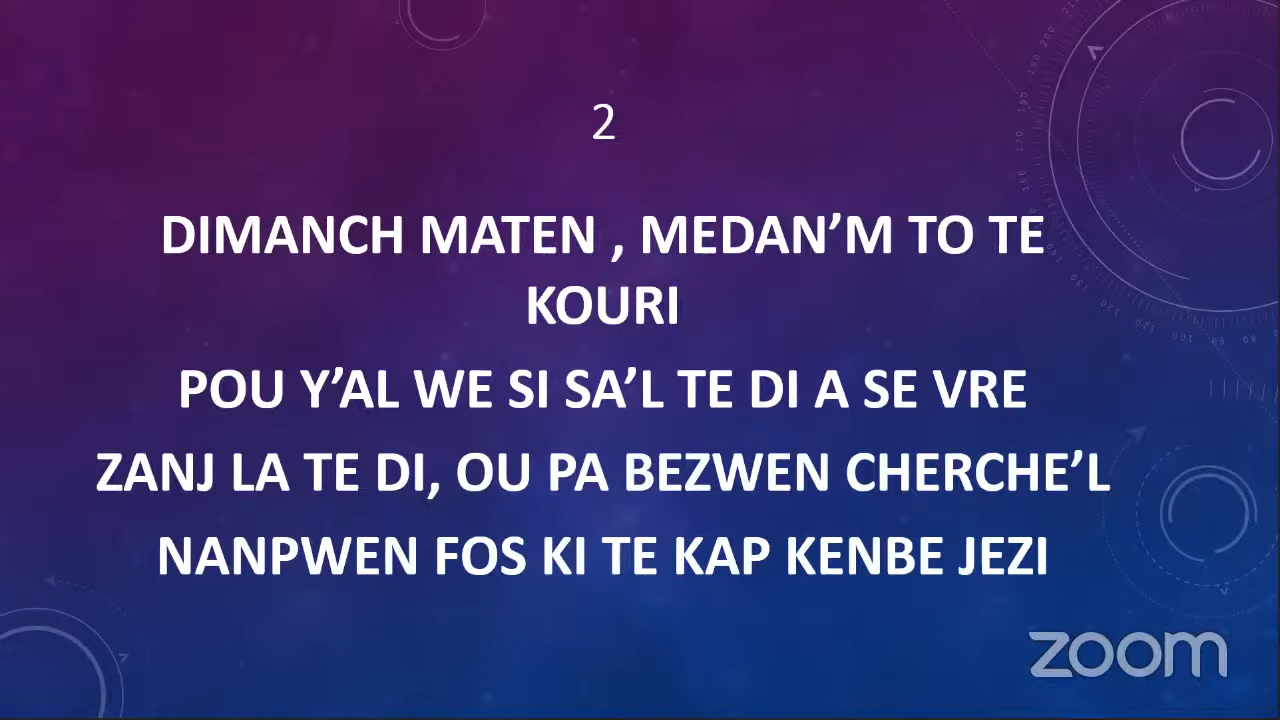 2
DIMANCH MATEN , MEDAN’M TO TE
KOURI
POU Y’AL WE SI SA’L TE DI A SE VRE
ZANJ LA TE DI, OU PA BEZWEN CHERCHE’L
NANPWEN FOS KI TE KAP KENBE JEZI
zoom